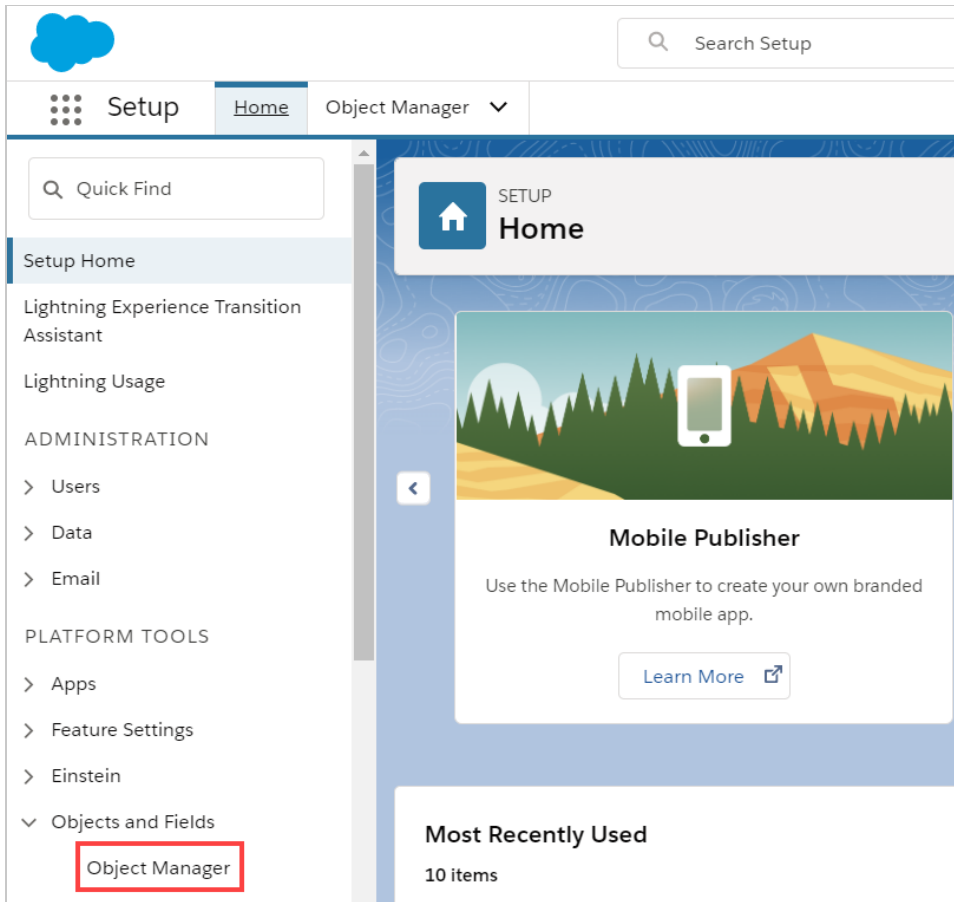 Search Setup
Setup
Home
Object Manager
Quick Find
Setup Home
Lightning Experience Transition
Assistant
Lightning Usage
ADMINISTRATION
Users
Data
Email
PLATFORM TOOLS
Apps
Feature Settings
Einstein
Objects and Fields
Object Manager
SETUP
Home
Mobile Publisher
Use the Mobile Publisher to create your own branded
mobile app.
Learn More
Most Recently Used
10 items